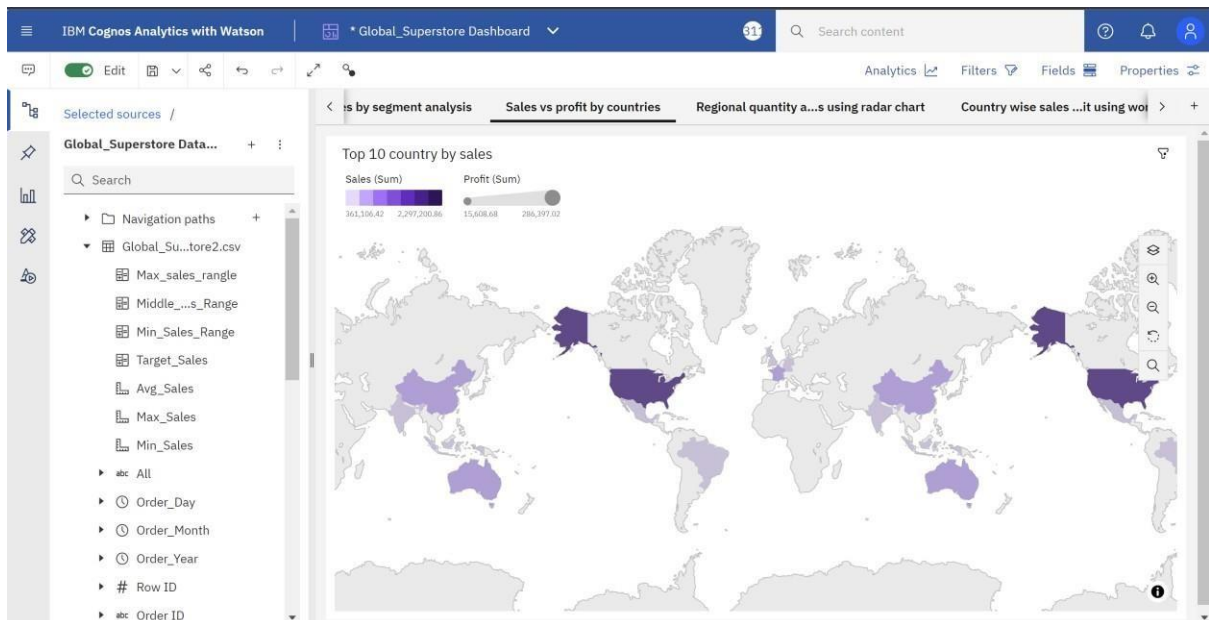 IBM Cognos Analytics with Watson
* Global_Superstore Dashboard
Search content
Edit
Analytics
Filters
Fields
Properties
Selected sources /
Global_Superstore Data...
Search
Navigation paths
Global_Su...tore2.csv
Max_sales_rangle
Middle_...s_Range
Min_Sales_Range
Target_Sales
Avg_Sales
Max_Sales
Min_Sales
abc All
Order_Day
Order_Month
Order_Year
# Row ID
abc Order ID
s by segment analysis
Sales vs profit by countries
Regional quantity a...s using radar chart
Country wise sales ...it using wor
Top 10 country by sales
Sales (Sum)
Profit (Sum)
361,106.42 2,297,200.86
15,608.68 286,397.02